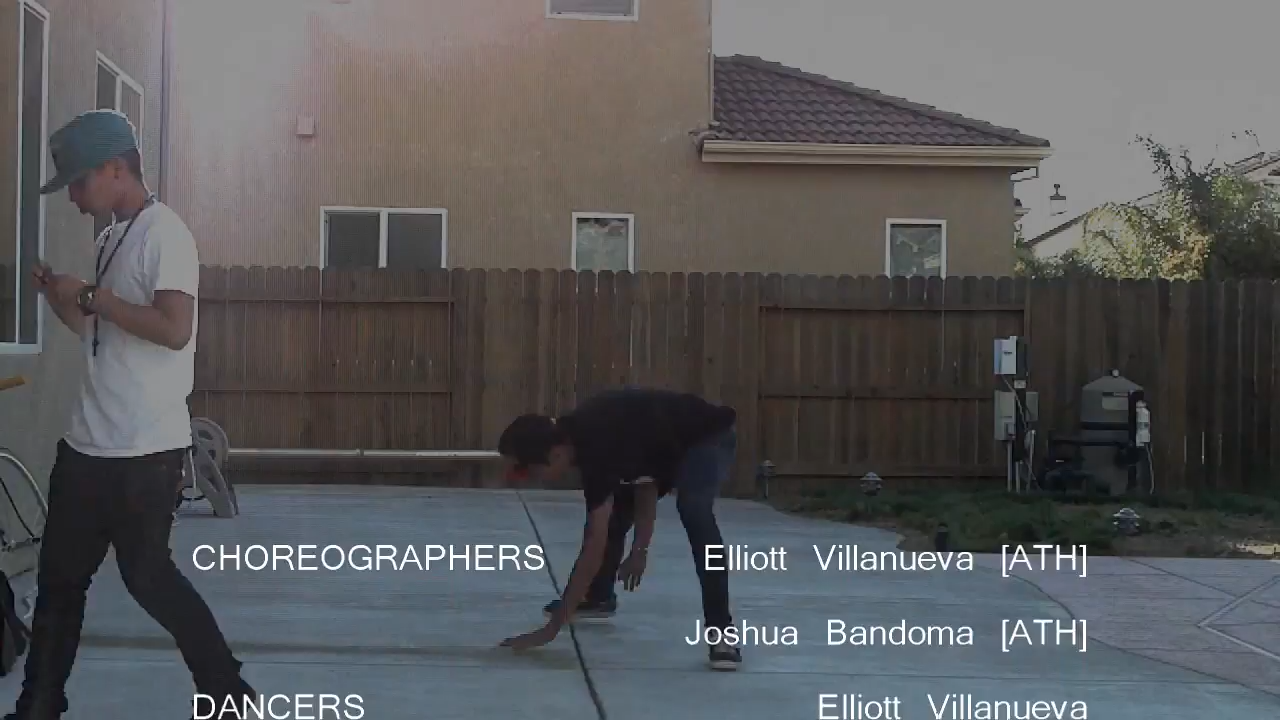 CHOREOGRAPHERS Elliott Villanueva [ATH]
Joshua Bandoma [ATH]
DANCERS Elliott Villanueva